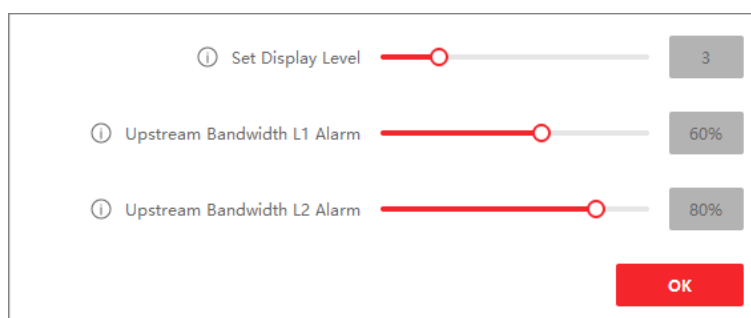 Set Display Level 3
Upstream Bandwidth L1 Alarm 60%
Upstream Bandwidth L2 Alarm 80%
OK